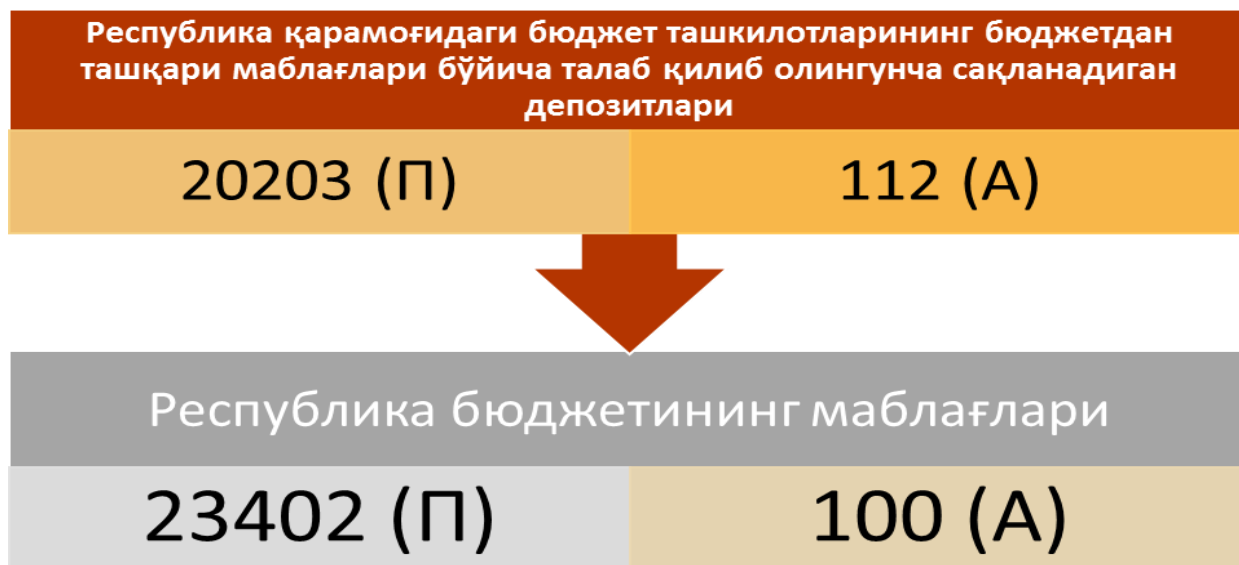 Республика қарамоғидаги бюджет ташкилотларининг бюджетдан
ташқари маблағлари бўйича талаб қилиб олингунча сақланадиган
депозитлари
20203 (П) 112 (А)
Республика бюджетининг маблағлари
23402 (П) 100 (А)